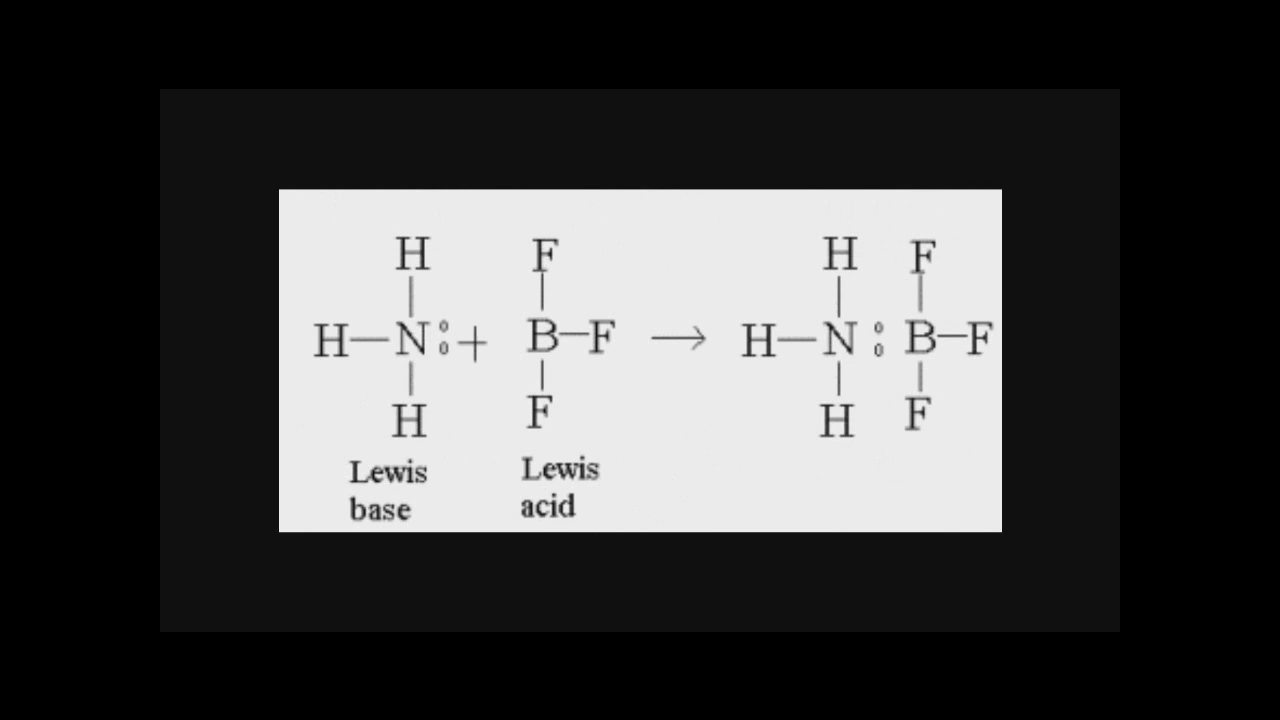 H F H F
H—N:+ B—F → H—N : B—F
H F H F
Lewis Lewis
base acid